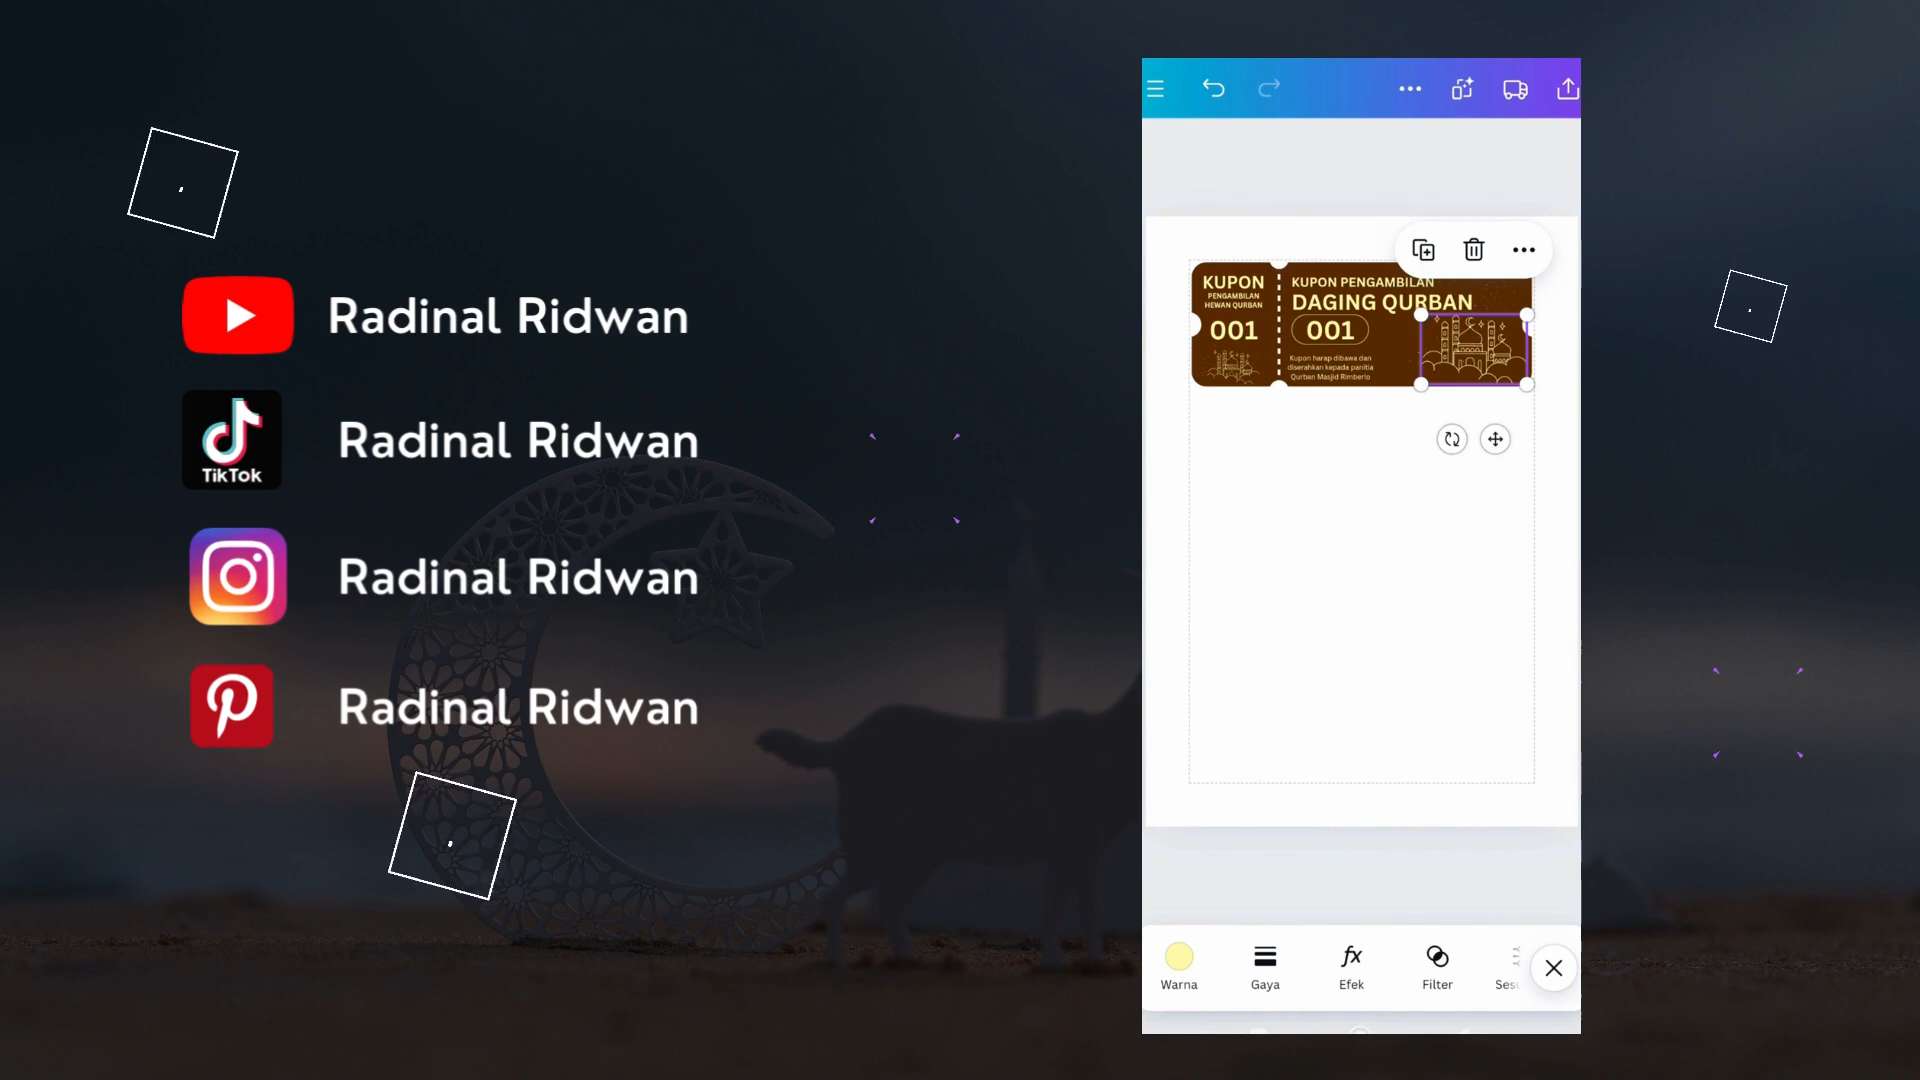 Radinal Ridwan
TikTok
Radinal Ridwan
Radinal Ridwan
Radinal Ridwan
KUPON
PENGAMBILAN
HEWAN QURBAN
001
KUPON PENGAMBILAN
DAGING QURBAN
001
Kupon harap dibawa dan
diserahkan kepada panitia
Qurban Masjid Rimberio
Warna
Gaya
fx
Efek
Filter